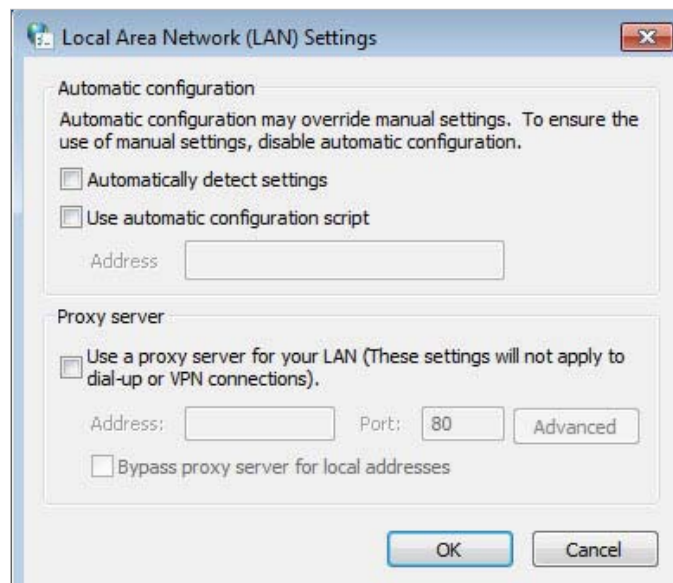 Local Area Network (LAN) Settings
Automatic configuration
Automatic configuration may override manual settings. To ensure the
use of manual settings, disable automatic configuration.
Automatically detect settings
Use automatic configuration script
Address
Proxy server
Use a proxy server for your LAN (These settings will not apply to
dial-up or VPN connections).
Address: Port: 80 Advanced
Bypass proxy server for local addresses
OK Cancel